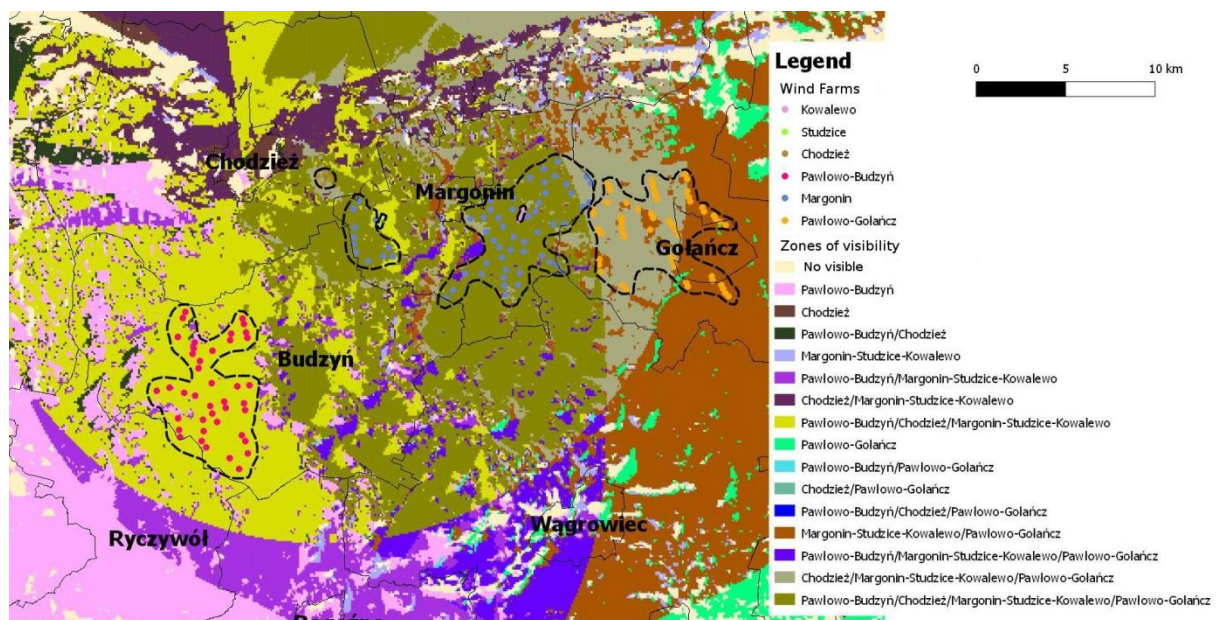 Chodzież
Margonin
Gołańcz
Budzyń
Ryczywół
Wągrowiec
Legend
Wind Farms
Kowalewo
Studzice
Chodzież
Pawłowo-Budzyń
Margonin
Pawłowo-Gołańcz
Zones of visibility
No visible
Pawłowo-Budzyń
Chodzież
Pawłowo-Budzyń/Chodzież
Margonin-Studzice-Kowalewo
Pawłowo-Budzyń/Margonin-Studzice-Kowalewo
Chodzież/Margonin-Studzice-Kowalewo
Pawłowo-Budzyń/Chodzież/Margonin-Studzice-Kowalewo
Pawłowo-Gołańcz
Pawłowo-Budzyń/Pawłowo-Gołańcz
Chodzież/Pawłowo-Gołańcz
Pawłowo-Budzyń/Chodzież/Pawłowo-Gołańcz
Margonin-Studzice-Kowalewo/Pawłowo-Gołańcz
Pawłowo-Budzyń/Margonin-Studzice-Kowalewo/Pawłowo-Gołańcz
Chodzież/Margonin-Studzice-Kowalewo/Pawłowo-Gołańcz
Pawłowo-Budzyń/Chodzież/Margonin-Studzice-Kowalewo/Pawłowo-Gołańcz
0 5 10 km